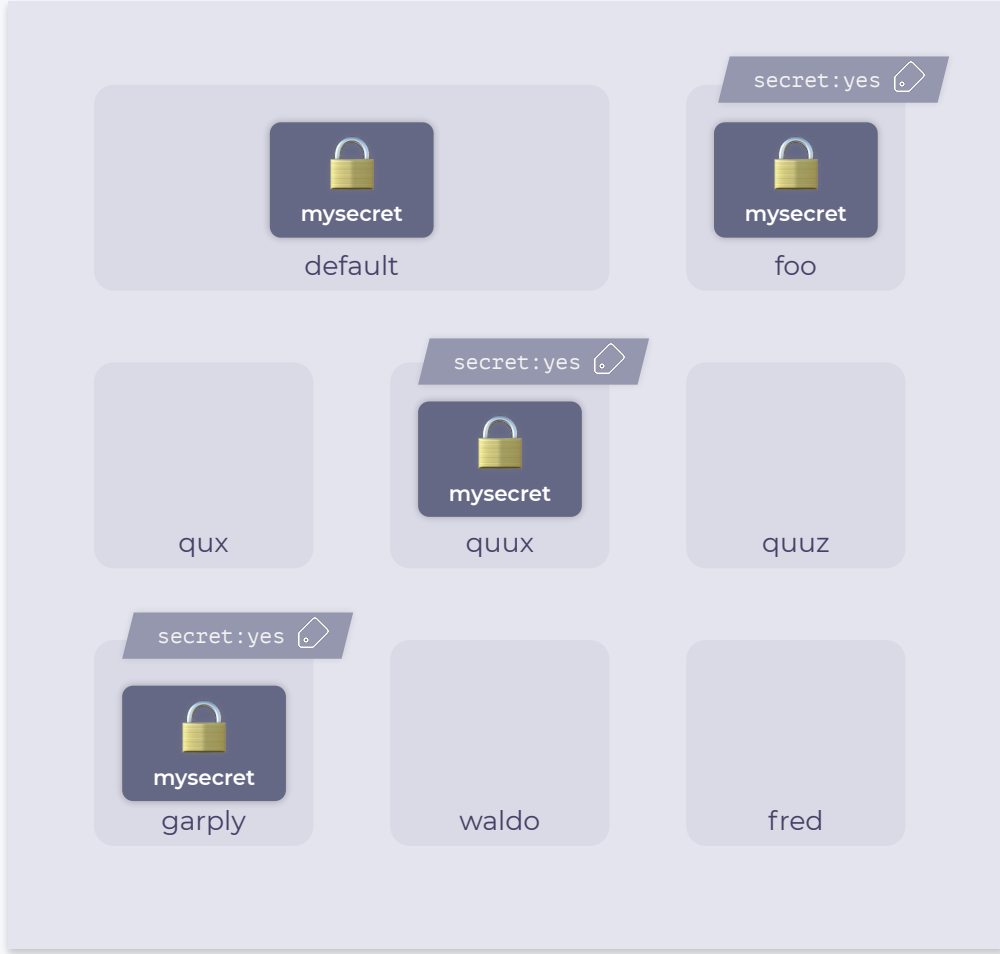 secret:yes
mysecret
mysecret
default
foo
secret:yes
mysecret
qux
quux
quuz
secret:yes
mysecret
garply
waldo
fred